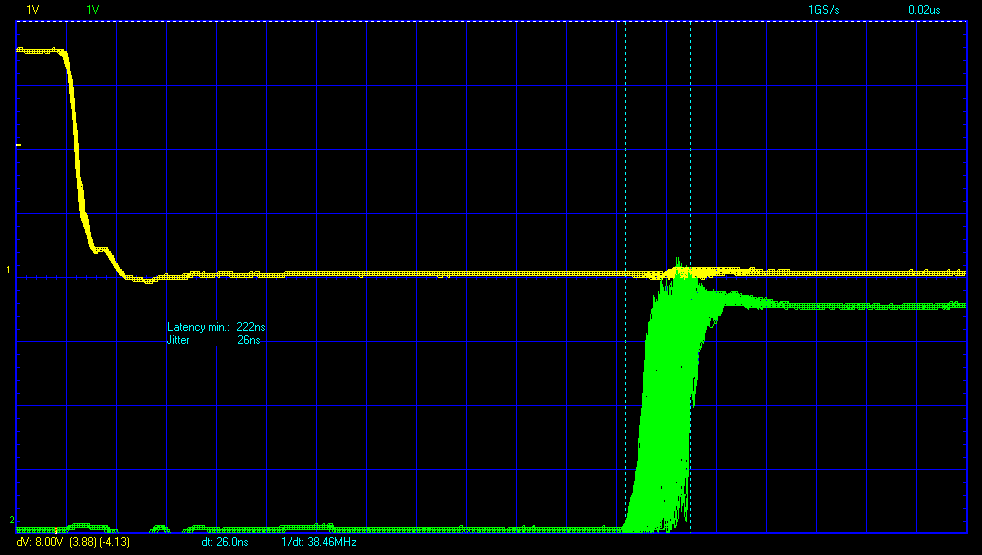 1V 1V 1GS/s 0.02us
1
Latency min.: 222ns
Jitter 26ns
2
dV: 8.00V (3.88) (-4.13) dt: 26.0ns 1/dt: 38.46MHz